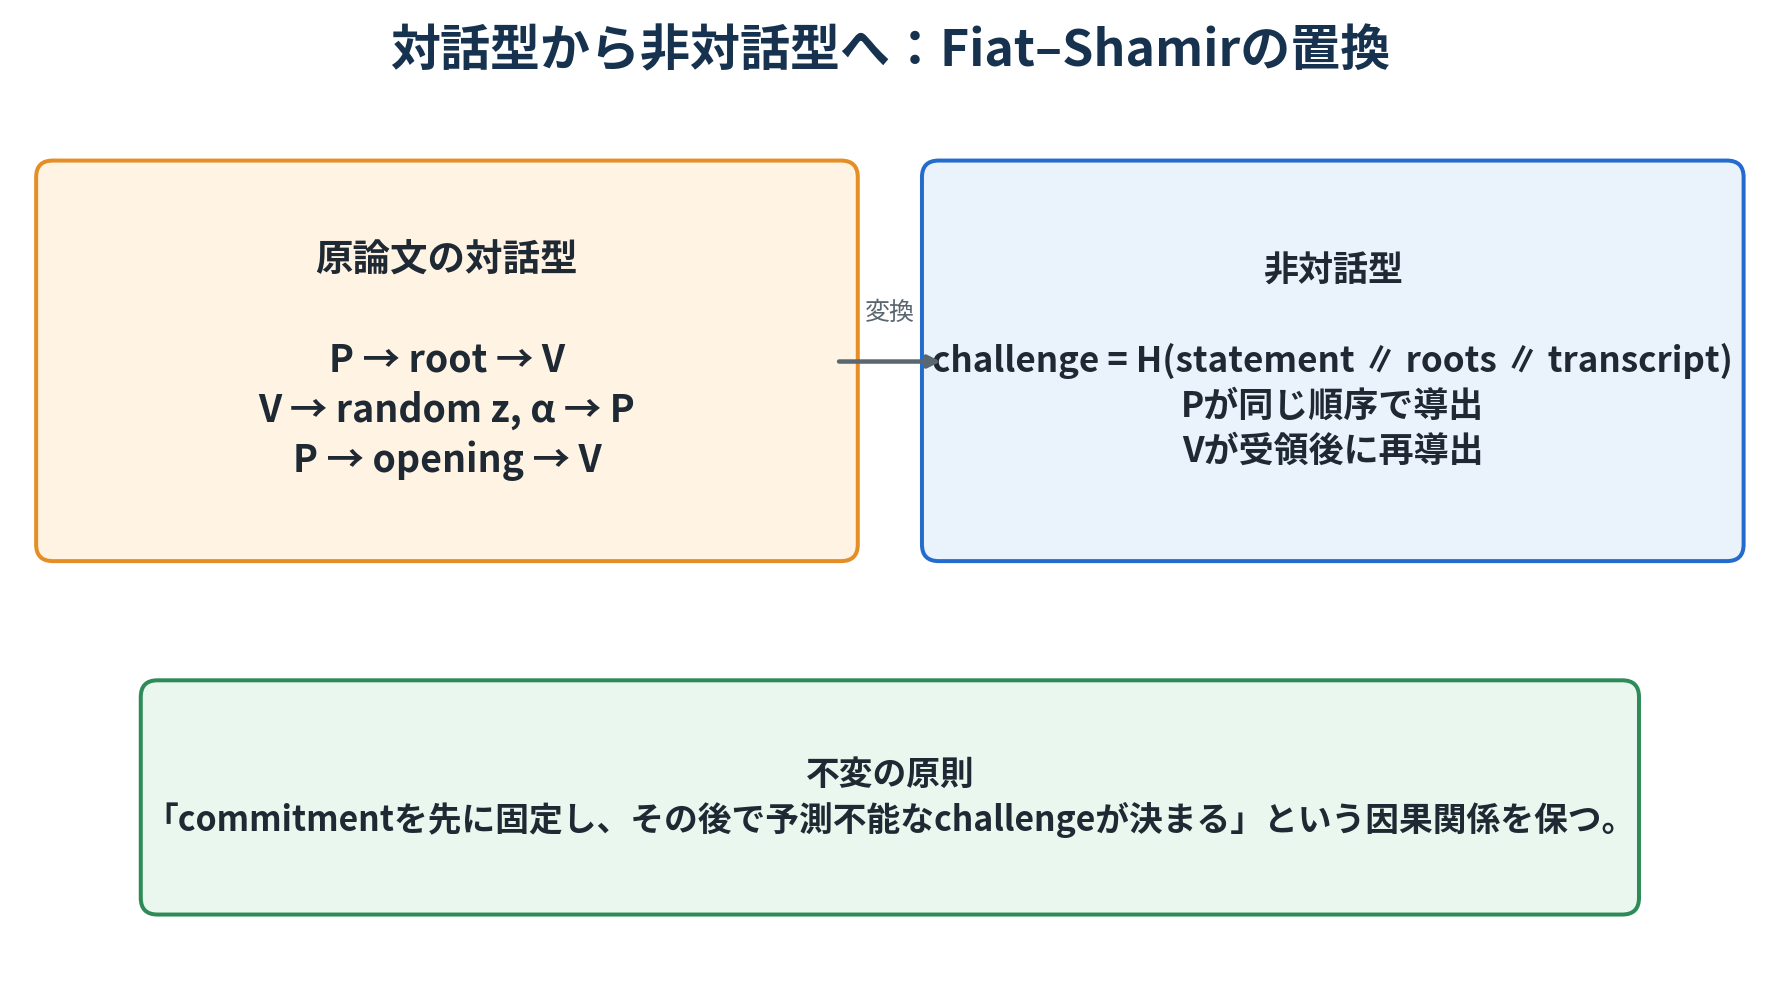 対話型から非対話型へ：Fiat–Shamirの置換
原論文の対話型
P → root → V
V → random z, α → P
P → opening → V
変換
非対話型
challenge = H(statement ∥ roots ∥ transcript)
Pが同じ順序で導出
Vが受領後に再導出
不変の原則
「commitmentを先に固定し、その後で予測不能なchallengeが決まる」という因果関係を保つ。